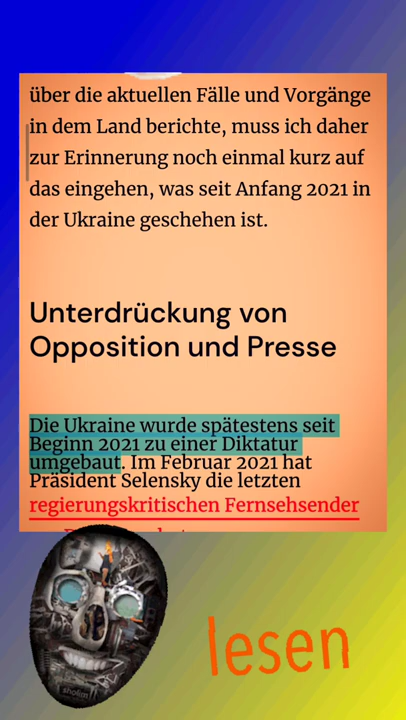 über die aktuellen Fälle und Vorgänge
in dem Land berichte, muss ich daher
zur Erinnerung noch einmal kurz auf
das eingehen, was seit Anfang 2021 in
der Ukraine geschehen ist.
Unterdrückung von
Opposition und Presse
Die Ukraine wurde spätestens seit
Beginn 2021 zu einer Diktatur
umgebaut. Im Februar 2021 hat
Präsident Selensky die letzten
regierungskritischen Fernsehsender
sholim
lesen